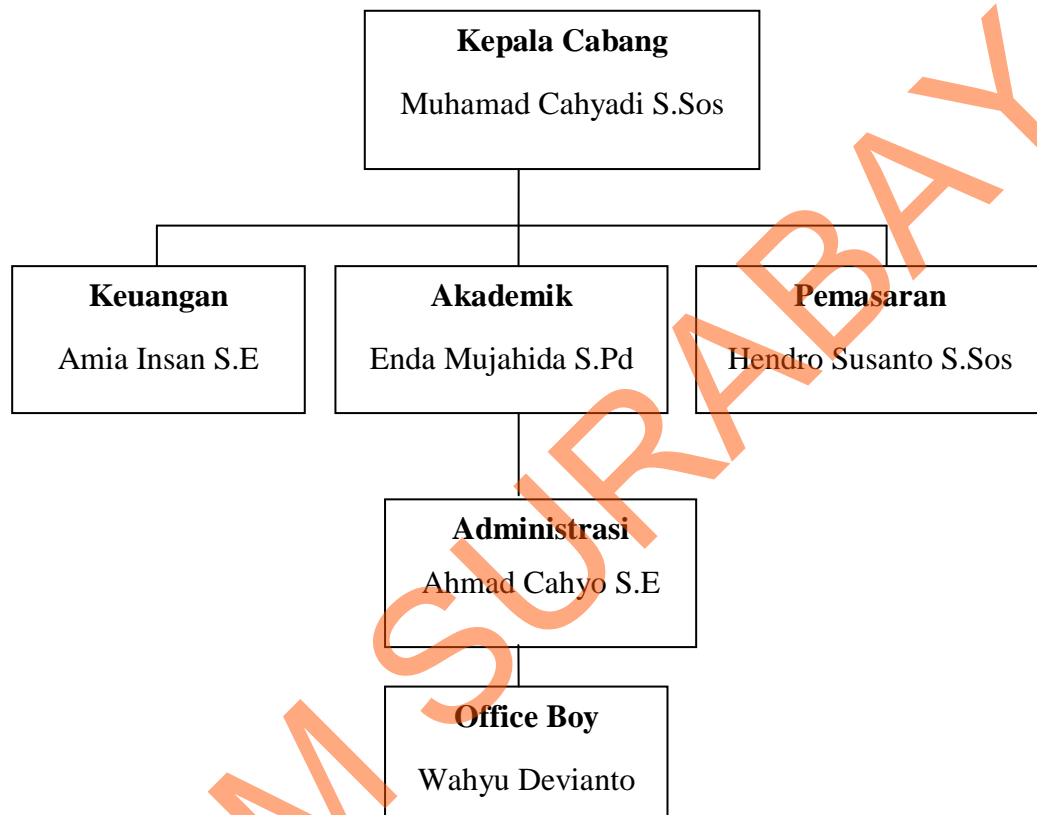 Kepala Cabang
Muhamad Cahyadi S.Sos
Keuangan
Amia Insan S.E
Akademik
Enda Mujahida S.Pd
Pemasaran
Hendro Susanto S.Sos
Administrasi
Ahmad Cahyo S.E
Office Boy
Wahyu Devianto
M SURABAY